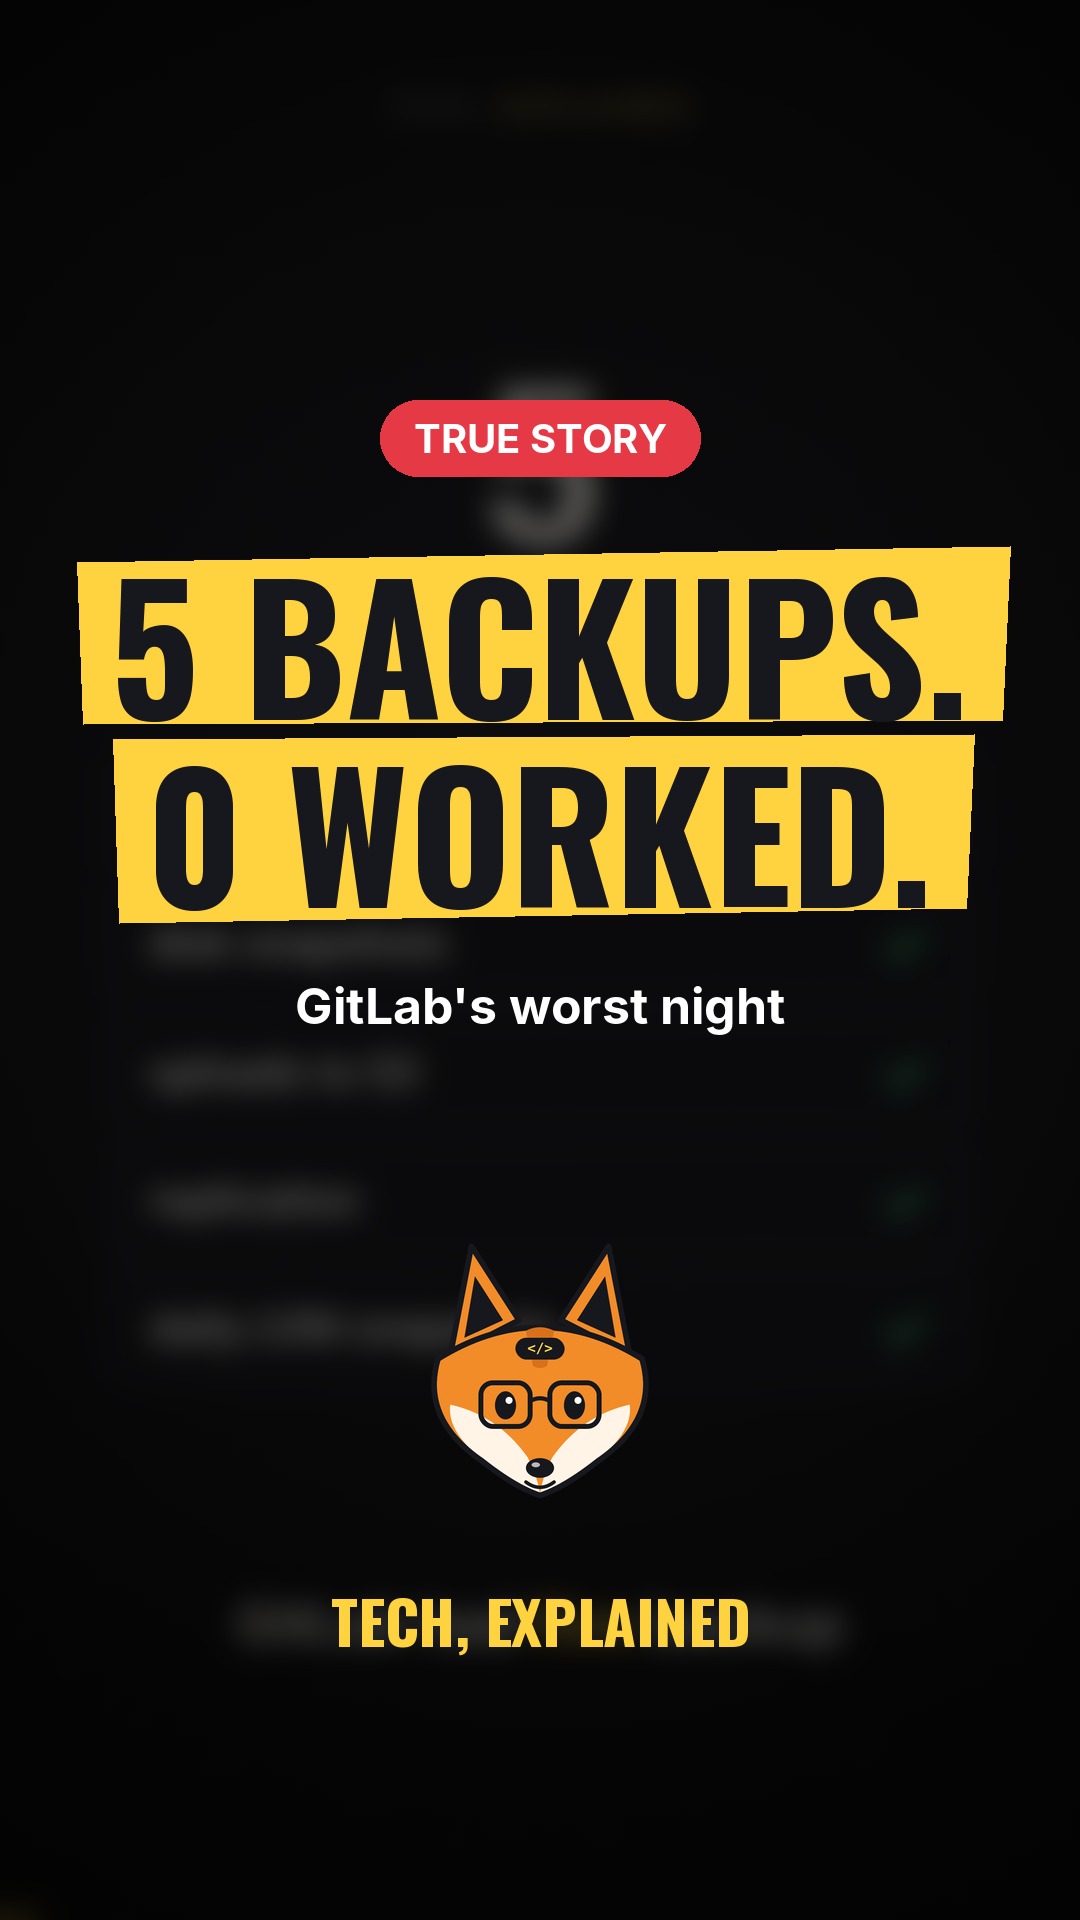 TRUE STORY
5 BACKUPS.
0 WORKED.
GitLab's worst night
</>
TECH, EXPLAINED